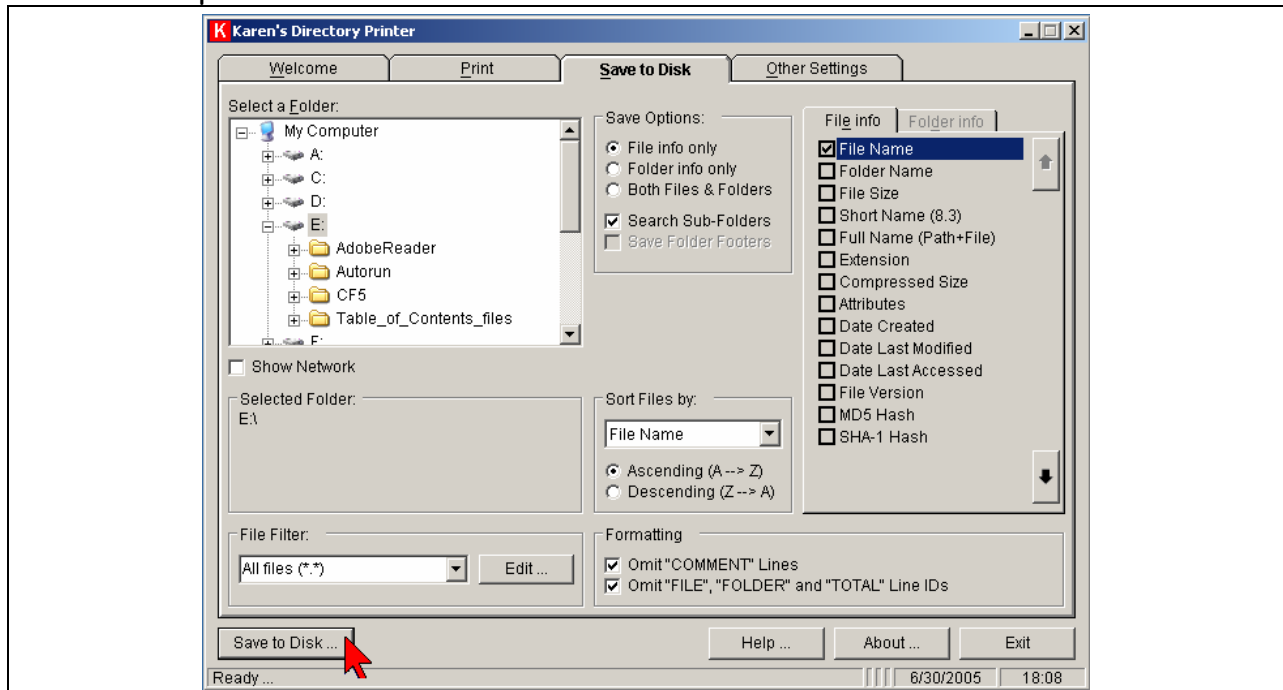 K Karen's Directory Printer
Welcome Print Save to Disk Other Settings
Select a Folder:
My Computer
A:
C:
D:
E:
AdobeReader
Autorun
CF5
Table_of_Contents_files
Show Network
Selected Folder:
E:\
File Filter:
All files (*.*) Edit ...
Save Options:
File info only
Folder info only
Both Files & Folders
Search Sub-Folders
Save Folder Footers
Sort Files by:
File Name
Ascending (A --> Z)
Descending (Z --> A)
File info Folder info
File Name
Folder Name
File Size
Short Name (8.3)
Full Name (Path+File)
Extension
Compressed Size
Attributes
Date Created
Date Last Modified
Date Last Accessed
File Version
MD5 Hash
SHA-1 Hash
Formatting
Omit "COMMENT" Lines
Omit "FILE", "FOLDER" and "TOTAL" Line IDs
Save to Disk ... Help ... About ... Exit
Ready ... 6/30/2005 18:08